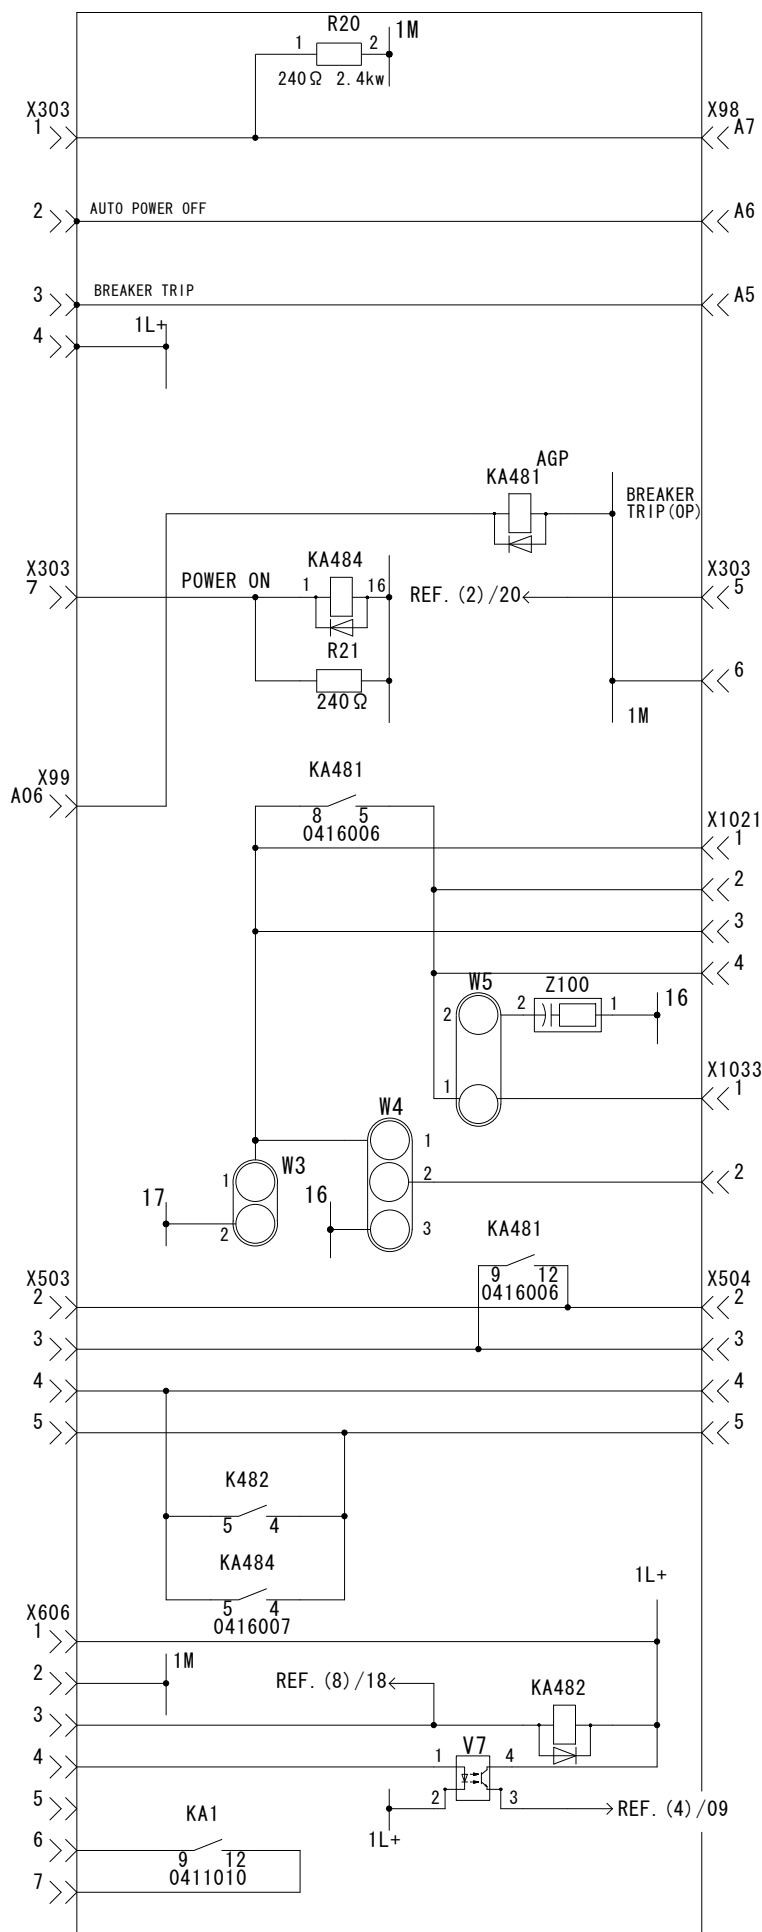 R20
1M
1
2
240Ω 2.4kw
X303
1
X98
A7
2
AUTO POWER OFF
A6
3
BREAKER TRIP
A5
4
1L+
AGP
KA481
BREAKER
TRIP(OP)
X303
7
POWER ON
KA484
1
16
REF.(2)/20
X303
5
R21
240Ω
6
1M
X99
A06
KA481
8
5
0416006
X1021
1
2
3
4
W5
2
2
Z100
1
16
1
X1033
1
W4
1
W3
1
2
2
17
16
2
3
KA481
9
12
0416006
X503
2
X504
2
3
3
4
4
5
5
K482
5
4
KA484
5
4
0416007
1L+
X606
1
2
1M
REF.(8)/18
KA482
3
4
1
V7
4
5
2
3
REF.(4)/09
1L+
KA1
6
9
12
0411010
7